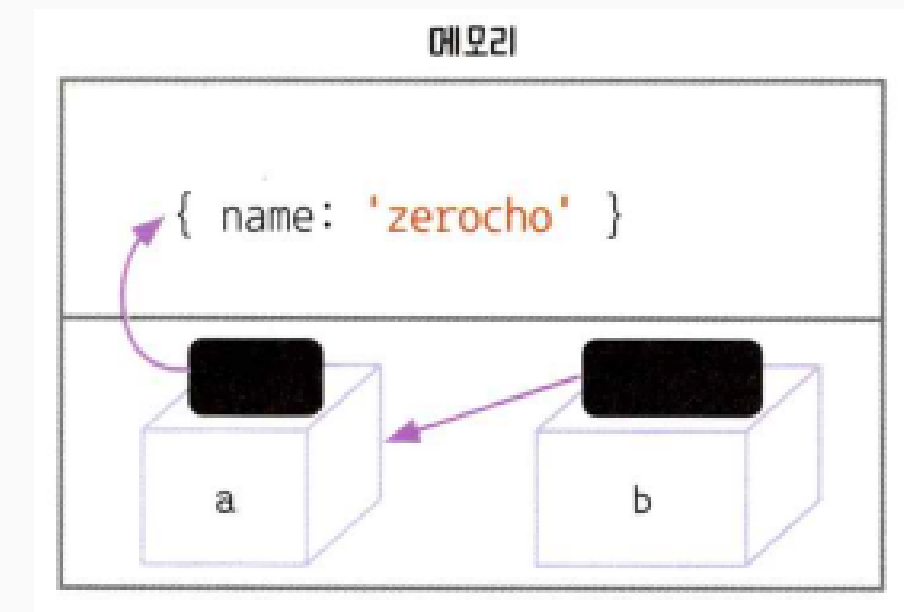 메모리
{ name: 'zerocho' }
a
b